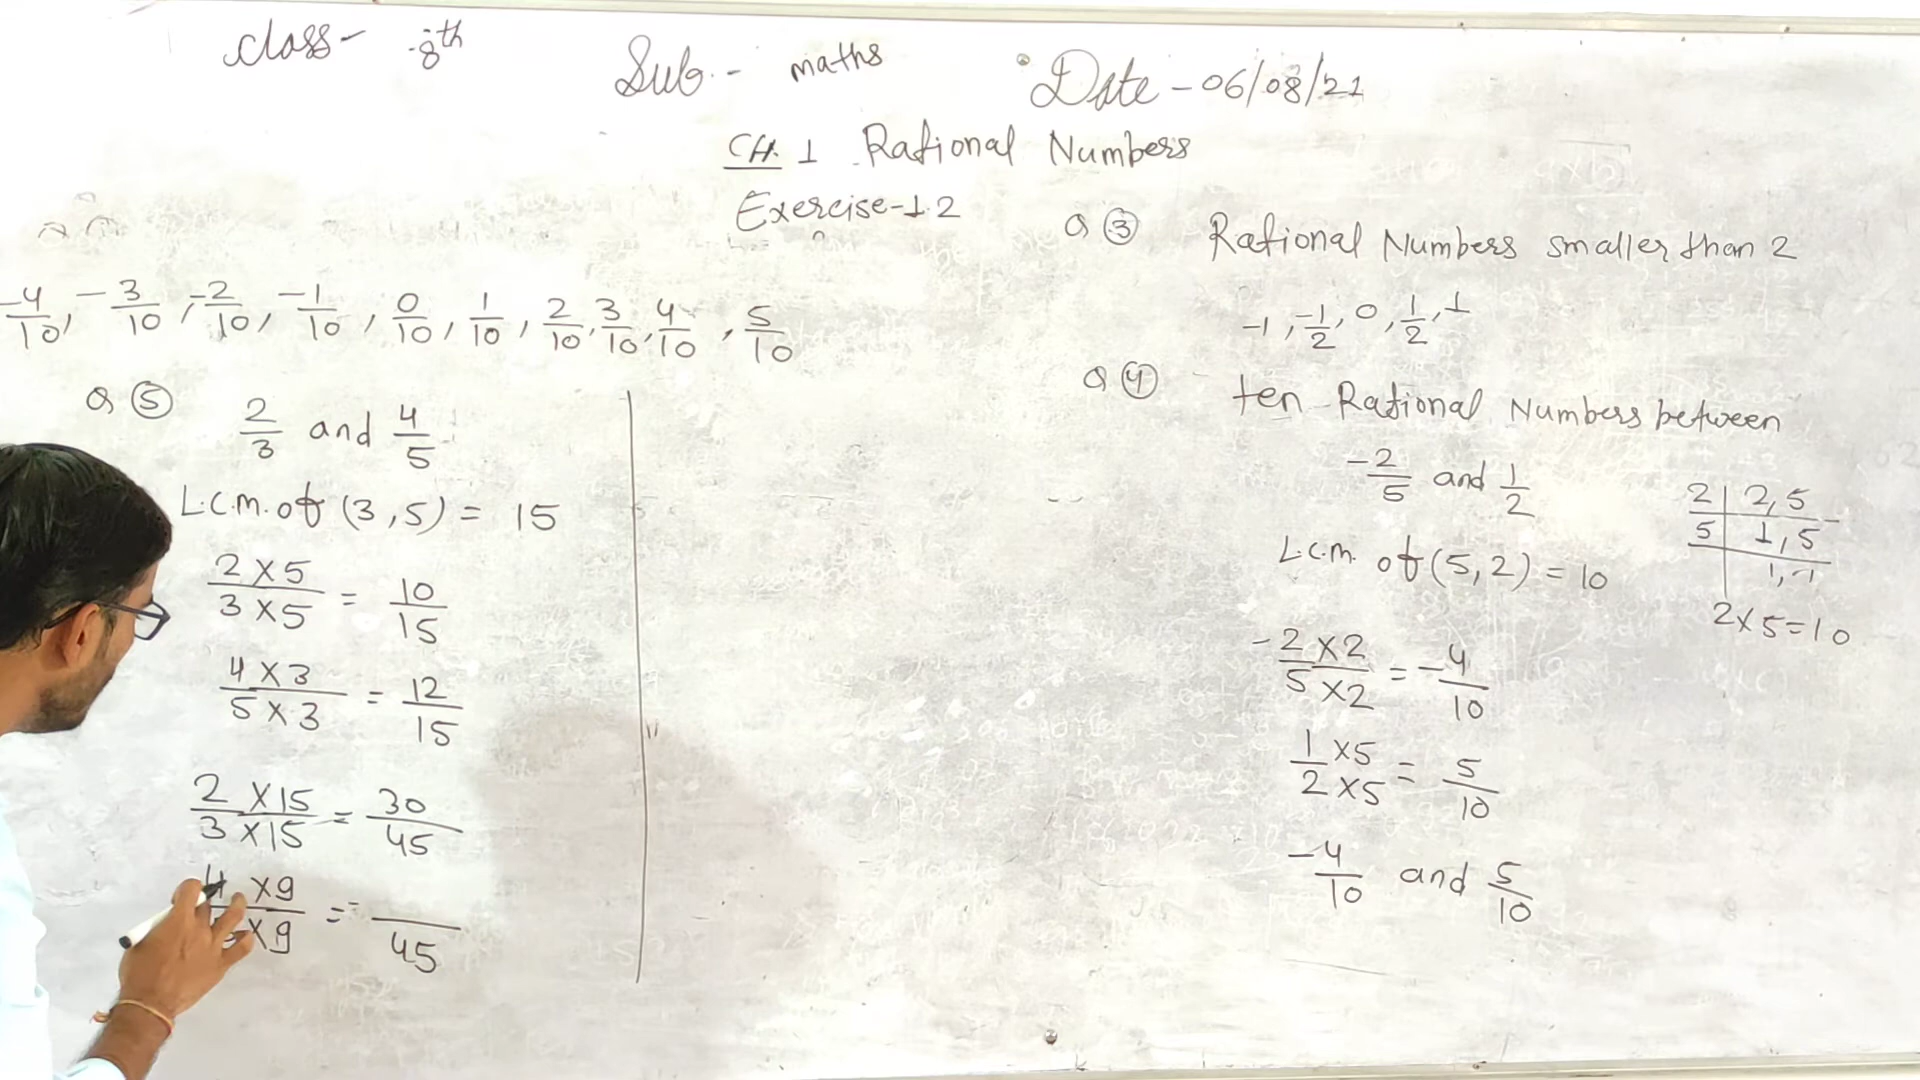 class- 8th
Sub.- maths
Date-06/08/21
CH. 1 Rational Numbers
Exercise-1.2
-4/10, -3/10, -2/10, -1/10, 0/10, 1/10, 2/10, 3/10, 4/10, 5/10
Q ⑤ 2/3 and 4/5
L.C.M. of (3,5) = 15
2×5/3×5 = 10/15
4×3/5×3 = 12/15
2×15/3×15 = 30/45
4×9/ ×9 = /45
Q ③ Rational Numbers smaller than 2
-1, -1/2, 0, 1/2, 1
Q ④ ten Rational Numbers between
-2/5 and 1/2
L.C.M. of (5,2) = 10
-2×2/5×2 = -4/10
1×5/2×5 = 5/10
-4/10 and 5/10
2 | 2,5
5 | 1,5
1,1
2×5=10